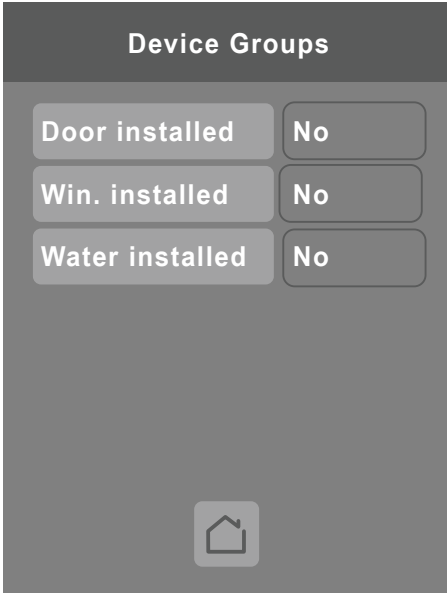 Device Groups
Door installed No
Win. installed No
Water installed No